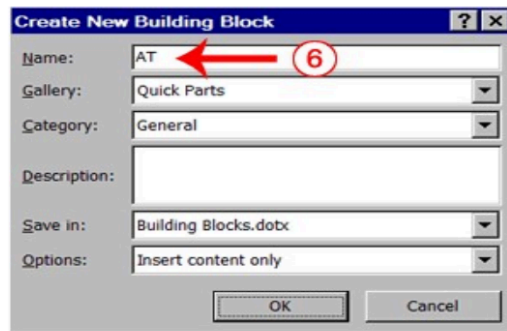 Create New Building Block ? ×
Name: AT 6
Gallery: Quick Parts
Category: General
Description:
Save in: Building Blocks.dotx
Options: Insert content only
OK Cancel